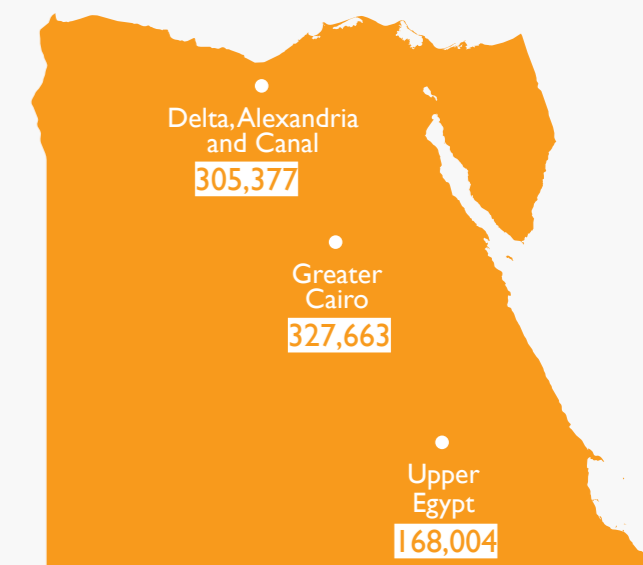 Delta, Alexandria
and Canal
305,377
Greater
Cairo
327,663
Upper
Egypt
168,004